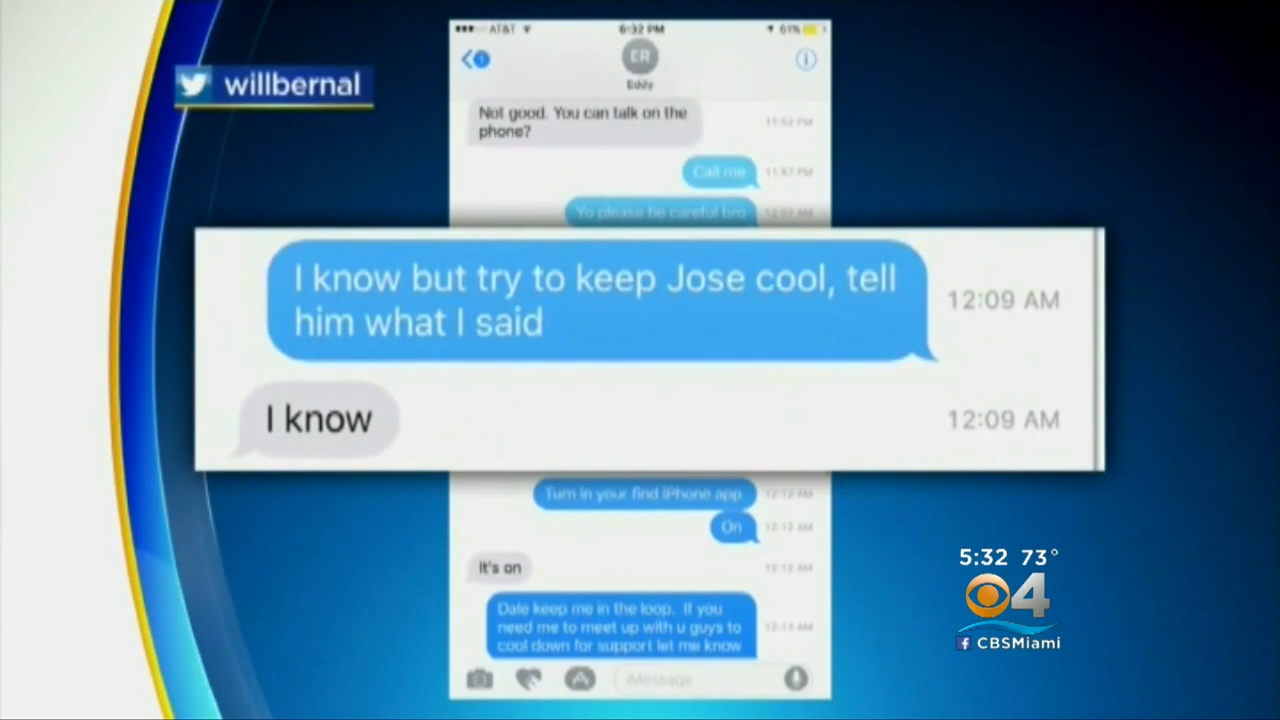 AT&T 6:32 PM 61%
willbernal
ER
Eddy
Not good. You can talk on the
phone?
11:52 PM
Call me
11:57 PM
Yo please be careful bro
12:07 AM
I know but try to keep Jose cool, tell
him what I said
12:09 AM
I know
12:09 AM
Turn in your find iPhone app
12:12 AM
On
12:12 AM
It's on
12:12 AM
Dale keep me in the loop. If you
need me to meet up with u guys to
cool down for support let me know
iMessage
5:32 73°
4
f CBSMiami